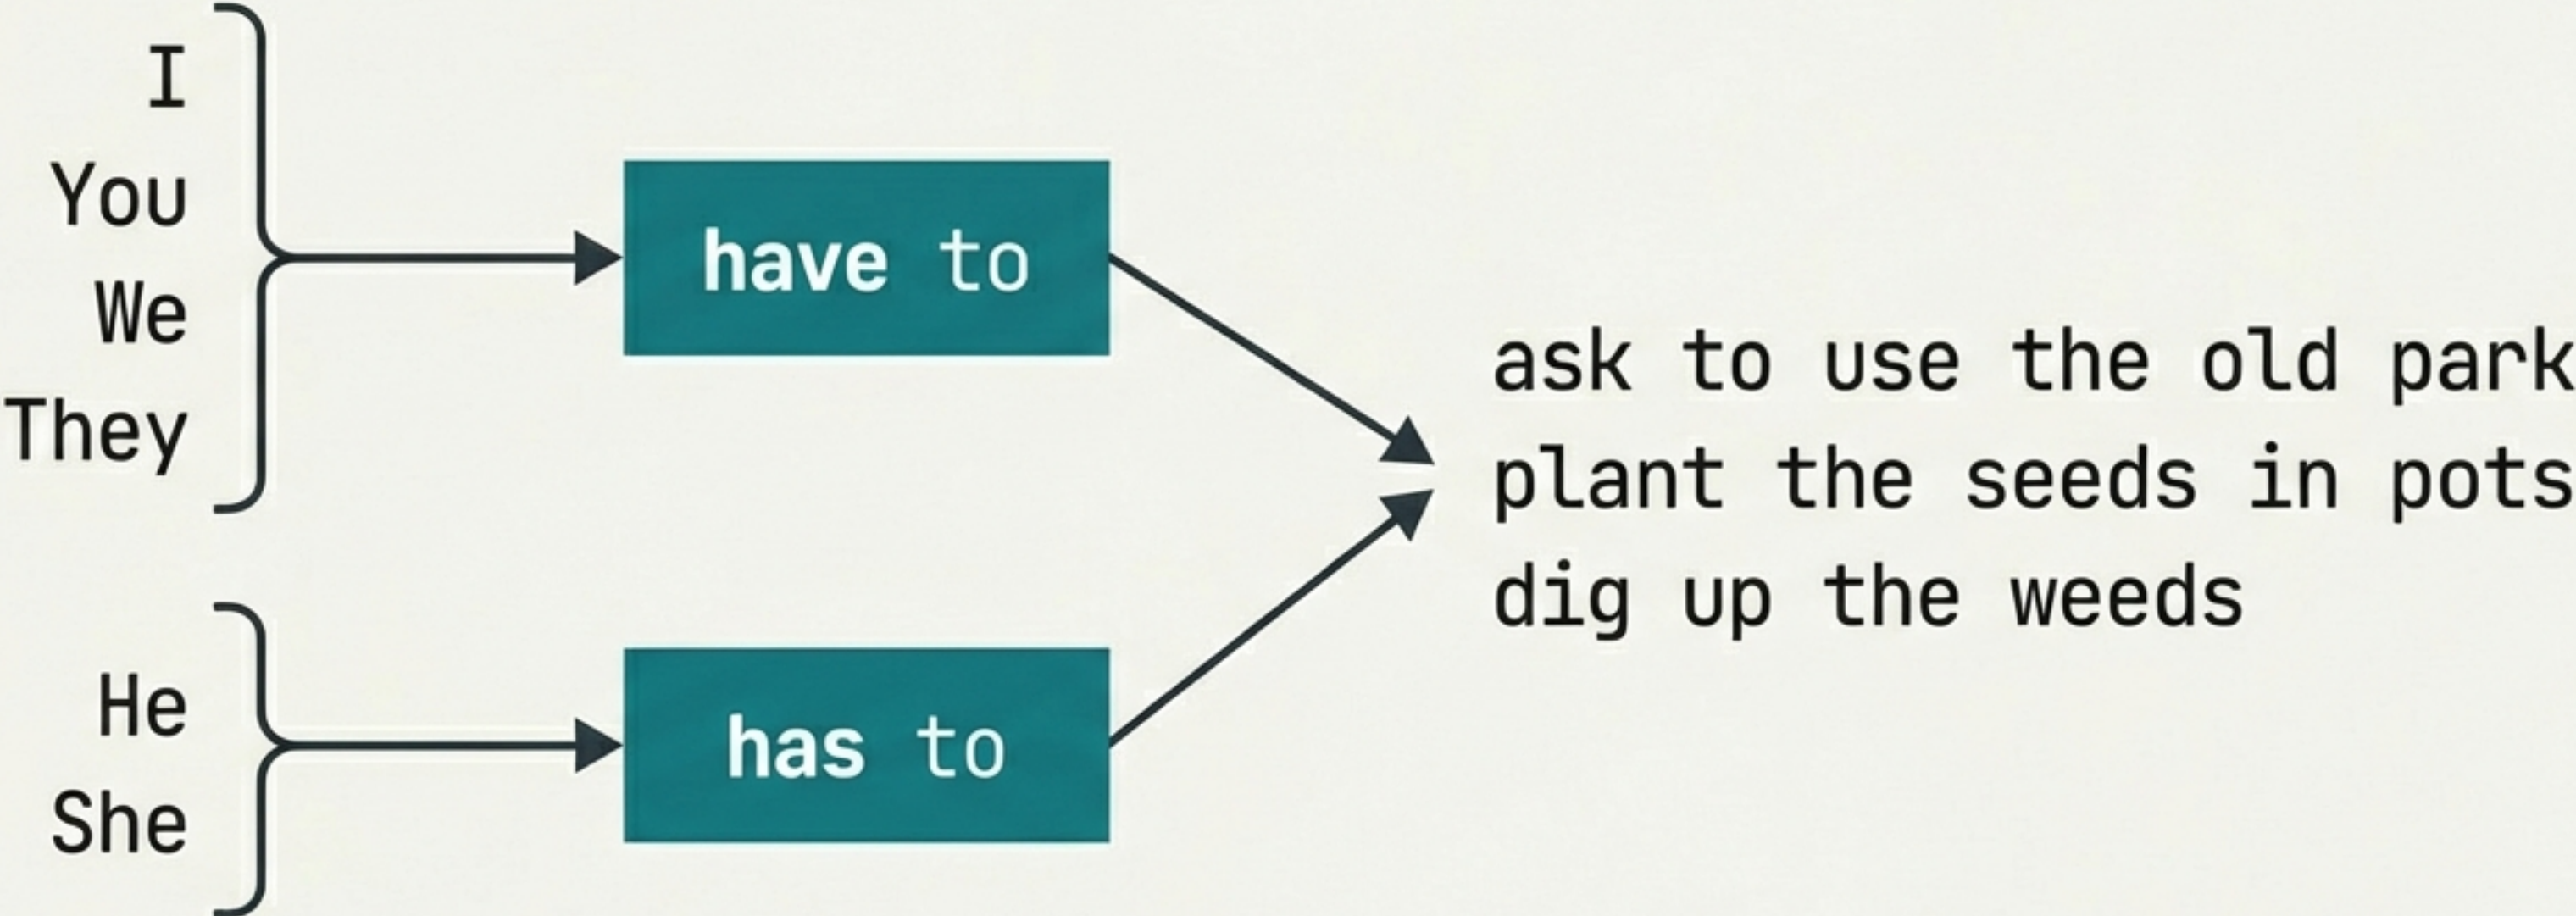 I
You
We
They
have to
He
She
has to
ask to use the old park
plant the seeds in pots
dig up the weeds